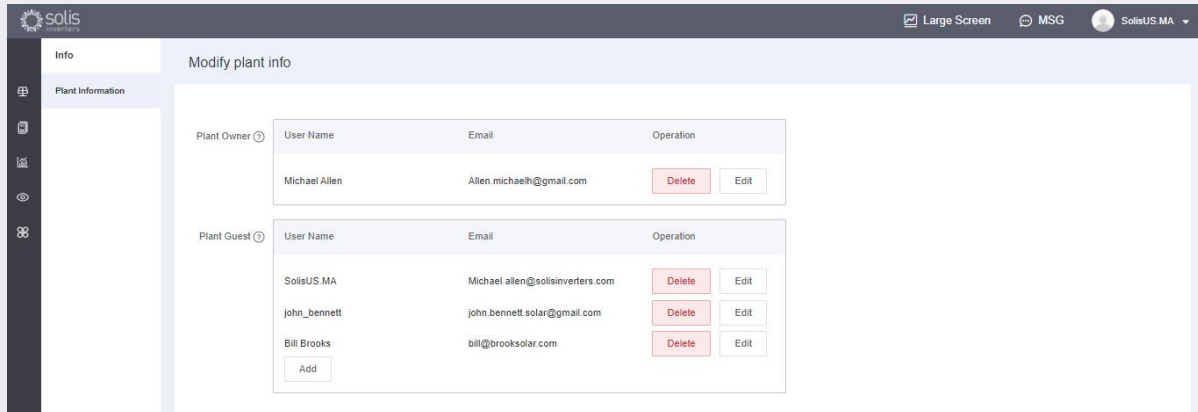 solis
inverters
Large Screen
MSG
SolisUS.MA
Info
Plant Information
Modify plant info
Plant Owner ?
User Name Email Operation
Michael Allen Allen.michaelh@gmail.com Delete Edit
Plant Guest ?
User Name Email Operation
SolisUS.MA Michael.allen@solisinverters.com Delete Edit
john_bennett john.bennett.solar@gmail.com Delete Edit
Bill Brooks bill@brooksolar.com Delete Edit
Add